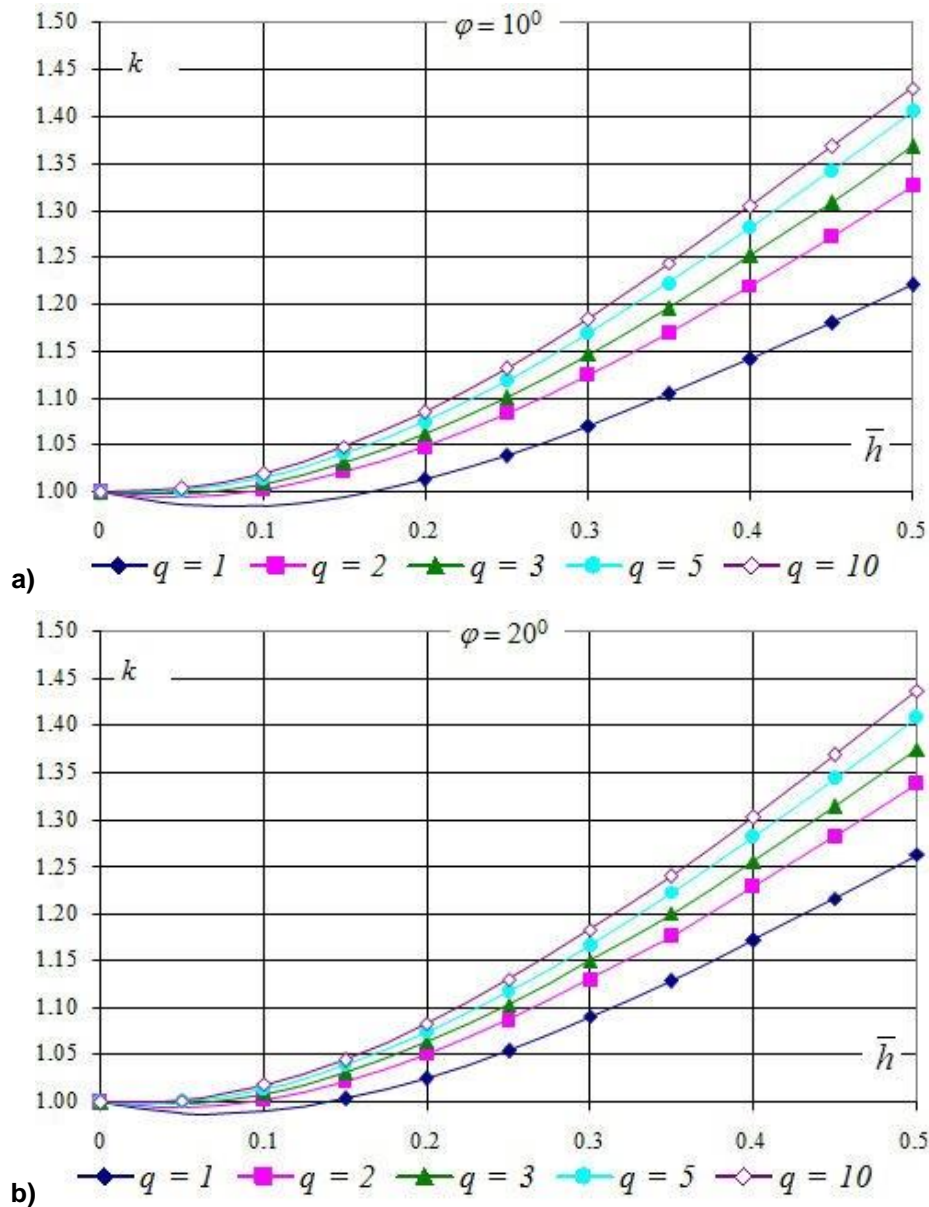 1.50
φ = 10⁰
1.45
k
1.40
1.35
1.30
1.25
1.20
1.15
1.10
1.05
h̅
1.00
0 0.1 0.2 0.3 0.4 0.5
q = 1 q = 2 q = 3 q = 5 q = 10
a)
1.50
φ = 20⁰
1.45
k
1.40
1.35
1.30
1.25
1.20
1.15
1.10
1.05
h̅
1.00
0 0.1 0.2 0.3 0.4 0.5
q = 1 q = 2 q = 3 q = 5 q = 10
b)